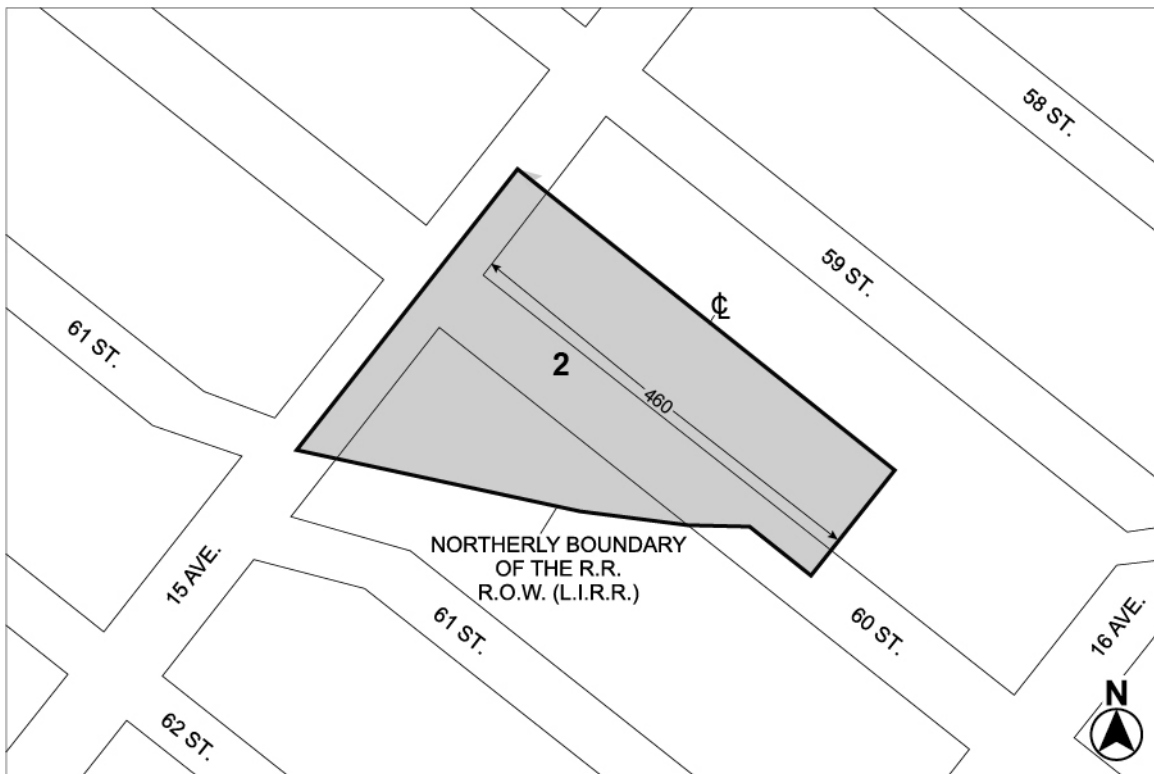 58 ST.
59 ST.
℄
61 ST.
2
460
NORTHERLY BOUNDARY
OF THE R.R.
R.O.W. (L.I.R.R.)
15 AVE.
61 ST.
60 ST.
16 AVE.
N
62 ST.